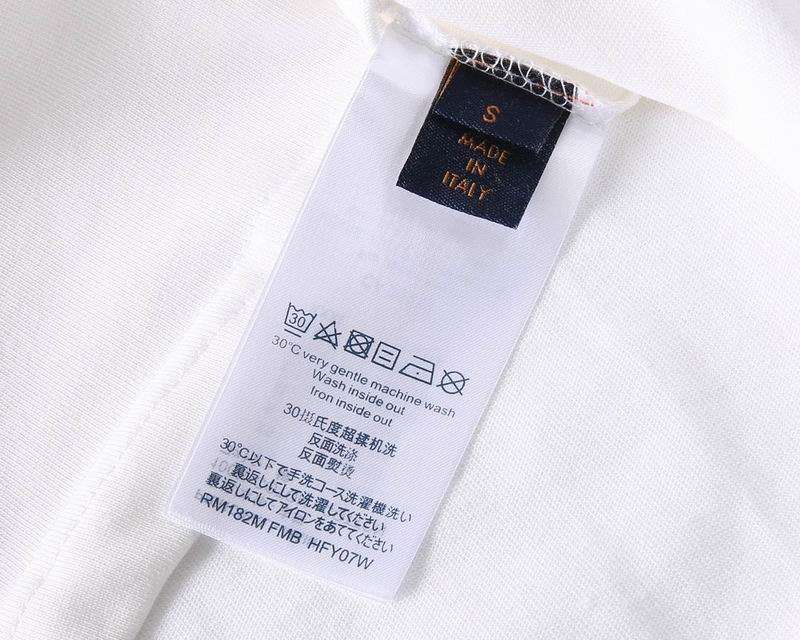 S
MADE
IN
ITALY
30
30°C very gentle machine wash
Wash inside out
Iron inside out
30摄氏度超揉机洗
反面洗涤
反面熨烫
30℃以下で手洗コース洗濯機洗い
裏返しにして洗濯してください
裏返しにしてアイロンをあててください
RM182M FMB HFY07W